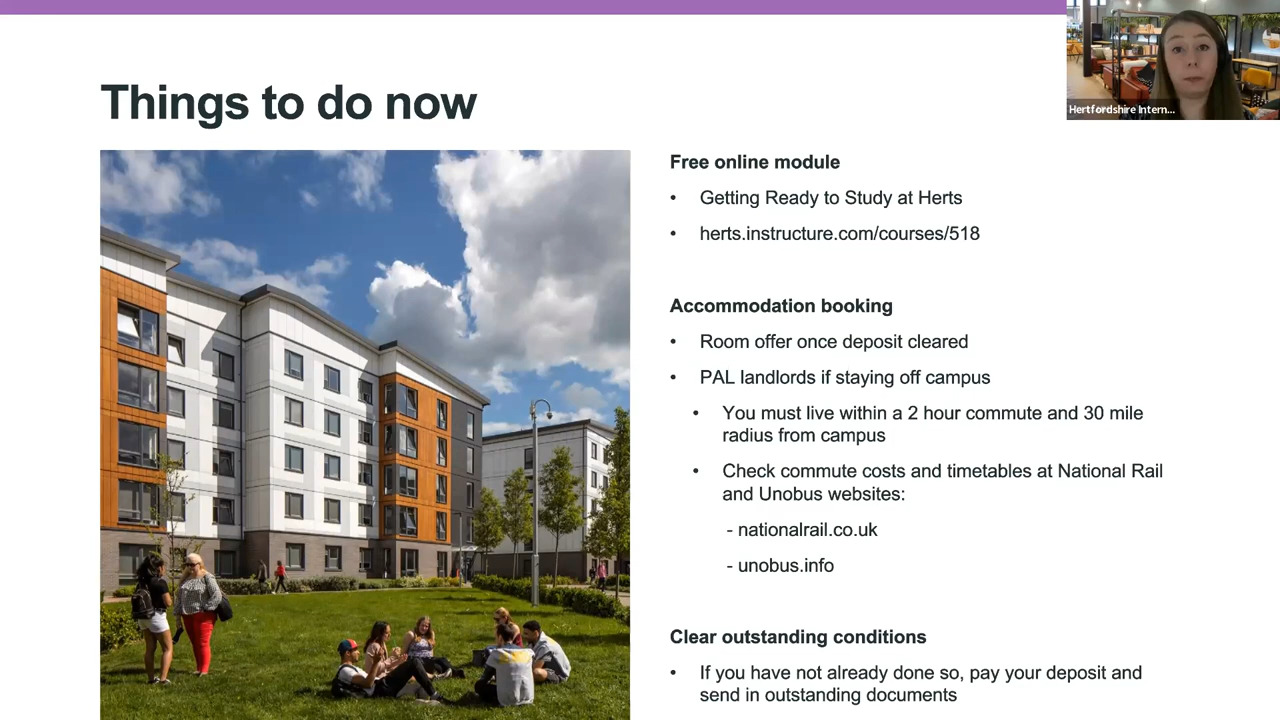 Things to do now
Hertfordshire Intern...
Free online module
• Getting Ready to Study at Herts
• herts.instructure.com/courses/518
Accommodation booking
• Room offer once deposit cleared
• PAL landlords if staying off campus
• You must live within a 2 hour commute and 30 mile
radius from campus
• Check commute costs and timetables at National Rail
and Unobus websites:
- nationalrail.co.uk
- unobus.info
Clear outstanding conditions
• If you have not already done so, pay your deposit and
send in outstanding documents